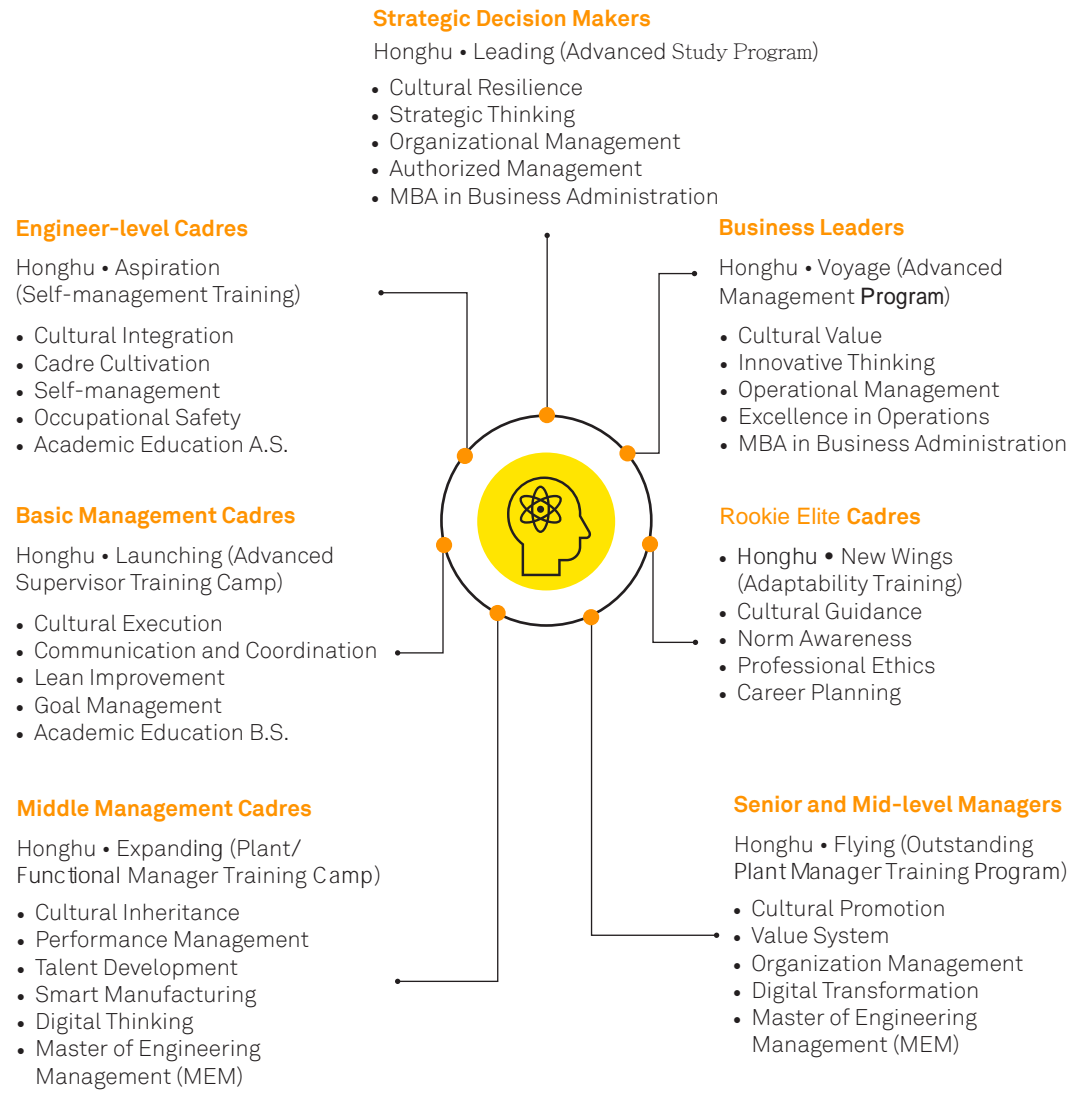 Strategic Decision Makers
Honghu • Leading (Advanced Study Program)
• Cultural Resilience
• Strategic Thinking
• Organizational Management
• Authorized Management
• MBA in Business Administration
Engineer-level Cadres
Honghu • Aspiration
(Self-management Training)
• Cultural Integration
• Cadre Cultivation
• Self-management
• Occupational Safety
• Academic Education A.S.
Business Leaders
Honghu • Voyage (Advanced
Management Program)
• Cultural Value
• Innovative Thinking
• Operational Management
• Excellence in Operations
• MBA in Business Administration
Basic Management Cadres
Honghu • Launching (Advanced
Supervisor Training Camp)
• Cultural Execution
• Communication and Coordination
• Lean Improvement
• Goal Management
• Academic Education B.S.
Rookie Elite Cadres
• Honghu • New Wings
(Adaptability Training)
• Cultural Guidance
• Norm Awareness
• Professional Ethics
• Career Planning
Middle Management Cadres
Honghu • Expanding (Plant/
Functional Manager Training Camp)
• Cultural Inheritance
• Performance Management
• Talent Development
• Smart Manufacturing
• Digital Thinking
• Master of Engineering
Management (MEM)
Senior and Mid-level Managers
Honghu • Flying (Outstanding
Plant Manager Training Program)
• Cultural Promotion
• Value System
• Organization Management
• Digital Transformation
• Master of Engineering
Management (MEM)